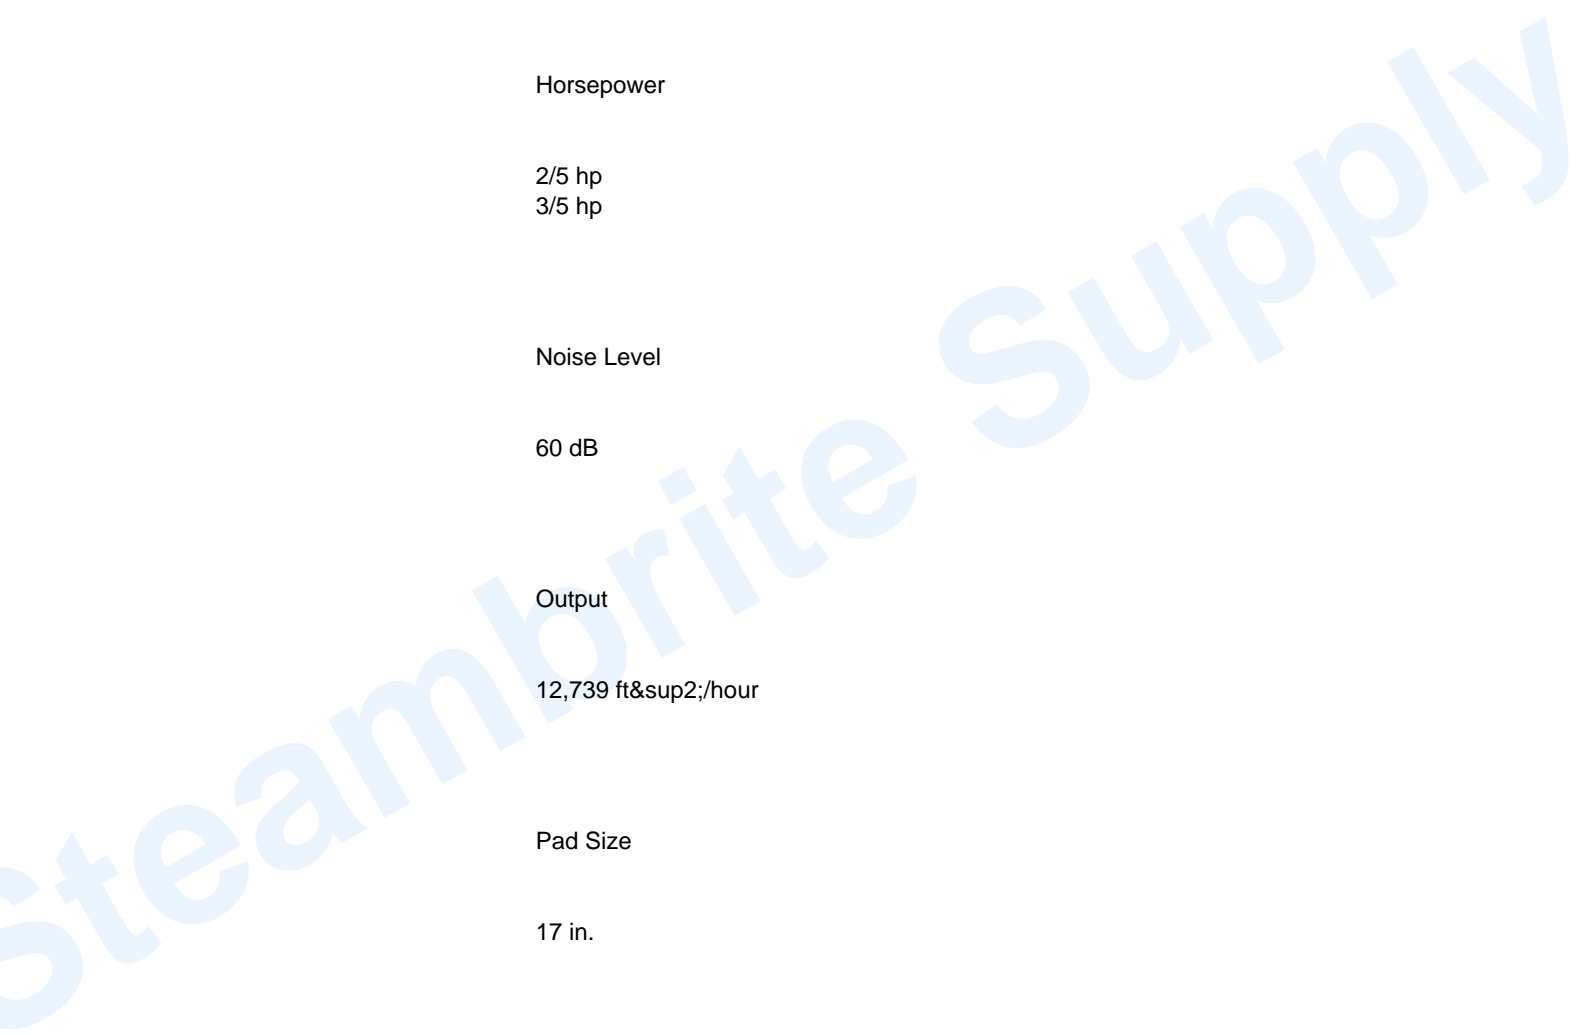 Horsepower
2/5 hp
3/5 hp
Noise Level
60 dB
Output
12,739 ft&sup2;/hour
Pad Size
17 in.
Steambrite Supply